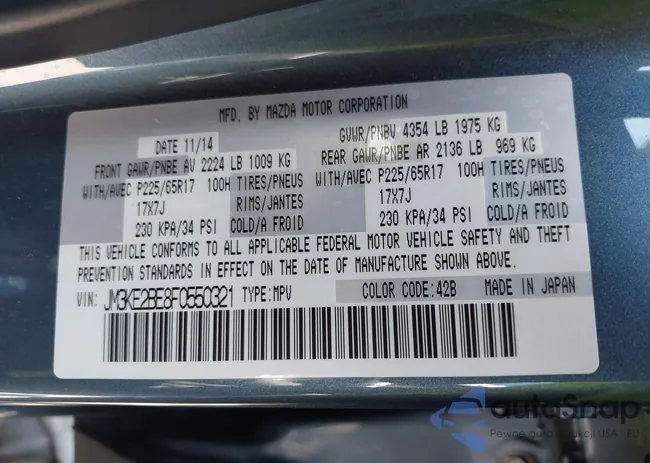 MFD. BY MAZDA MOTOR CORPORATION
DATE 11/14 GVWR/PNBV 4354 LB 1975 KG
FRONT GAWR/PNBE AV 2224 LB 1009 KG REAR GAWR/PNBE AR 2136 LB 969 KG
WITH/AVEC P225/65R17 100H TIRES/PNEUS WITH/AVEC P225/65R17 100H TIRES/PNEUS
17X7J RIMS/JANTES 17X7J RIMS/JANTES
230 KPA/34 PSI COLD/A FROID 230 KPA/34 PSI COLD/A FROID
THIS VEHICLE CONFORMS TO ALL APPLICABLE FEDERAL MOTOR VEHICLE SAFETY AND THEFT
PREVENTION STANDARDS IN EFFECT ON THE DATE OF MANUFACTURE SHOWN ABOVE.
VIN: JM3KE2BE8F0550321 TYPE:MPV COLOR CODE:42B MADE IN JAPAN
autoSnap
Pewne auto z aukcji USA - EU